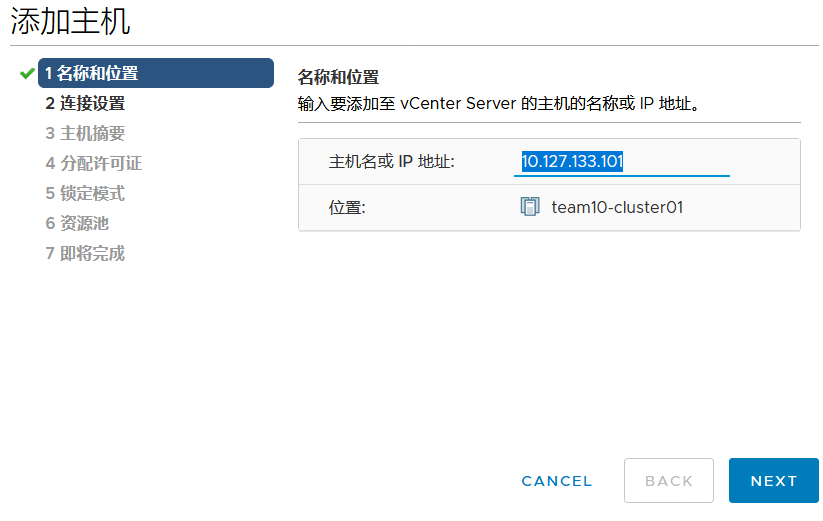 添加主机
1 名称和位置
2 连接设置
3 主机摘要
4 分配许可证
5 锁定模式
6 资源池
7 即将完成
名称和位置
输入要添加至 vCenter Server 的主机的名称或 IP 地址。
主机名或 IP 地址: 10.127.133.101
位置: team10-cluster01
CANCEL BACK NEXT